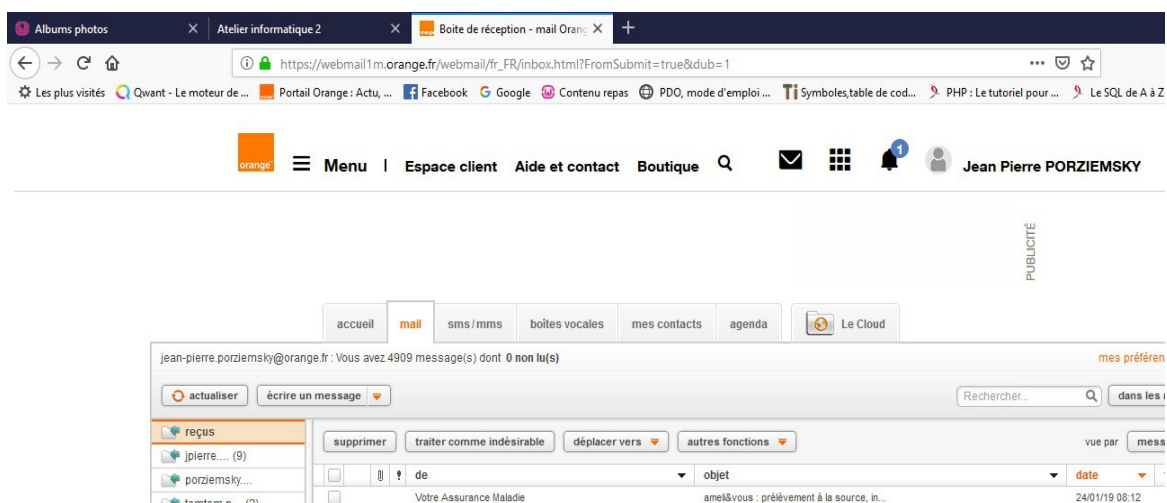 Albums photos
Atelier informatique 2
Boite de réception - mail Orang
https://webmail1m.orange.fr/webmail/fr_FR/inbox.html?FromSubmit=true&dub=1
Les plus visités Qwant - Le moteur de ... Portail Orange : Actu, ... Facebook Google Contenu repas PDO, mode d'emploi ... Symboles,table de cod... PHP : Le tutoriel pour ... Le SQL de A à Z
orange Menu | Espace client Aide et contact Boutique 1 Jean Pierre PORZIEMSKY
PUBLICITÉ
accueil mail sms/mms boîtes vocales mes contacts agenda Le Cloud
jean-pierre.porziemsky@orange.fr : Vous avez 4909 message(s) dont 0 non lu(s) mes préféren
actualiser écrire un message Rechercher... dans les
reçus
supprimer traiter comme indésirable déplacer vers autres fonctions vue par mess
jpierre.... (9)
porziemsky....
de objet date
Votre Assurance Maladie ameli&vous : prélèvement à la source, in... 24/01/19 08:12